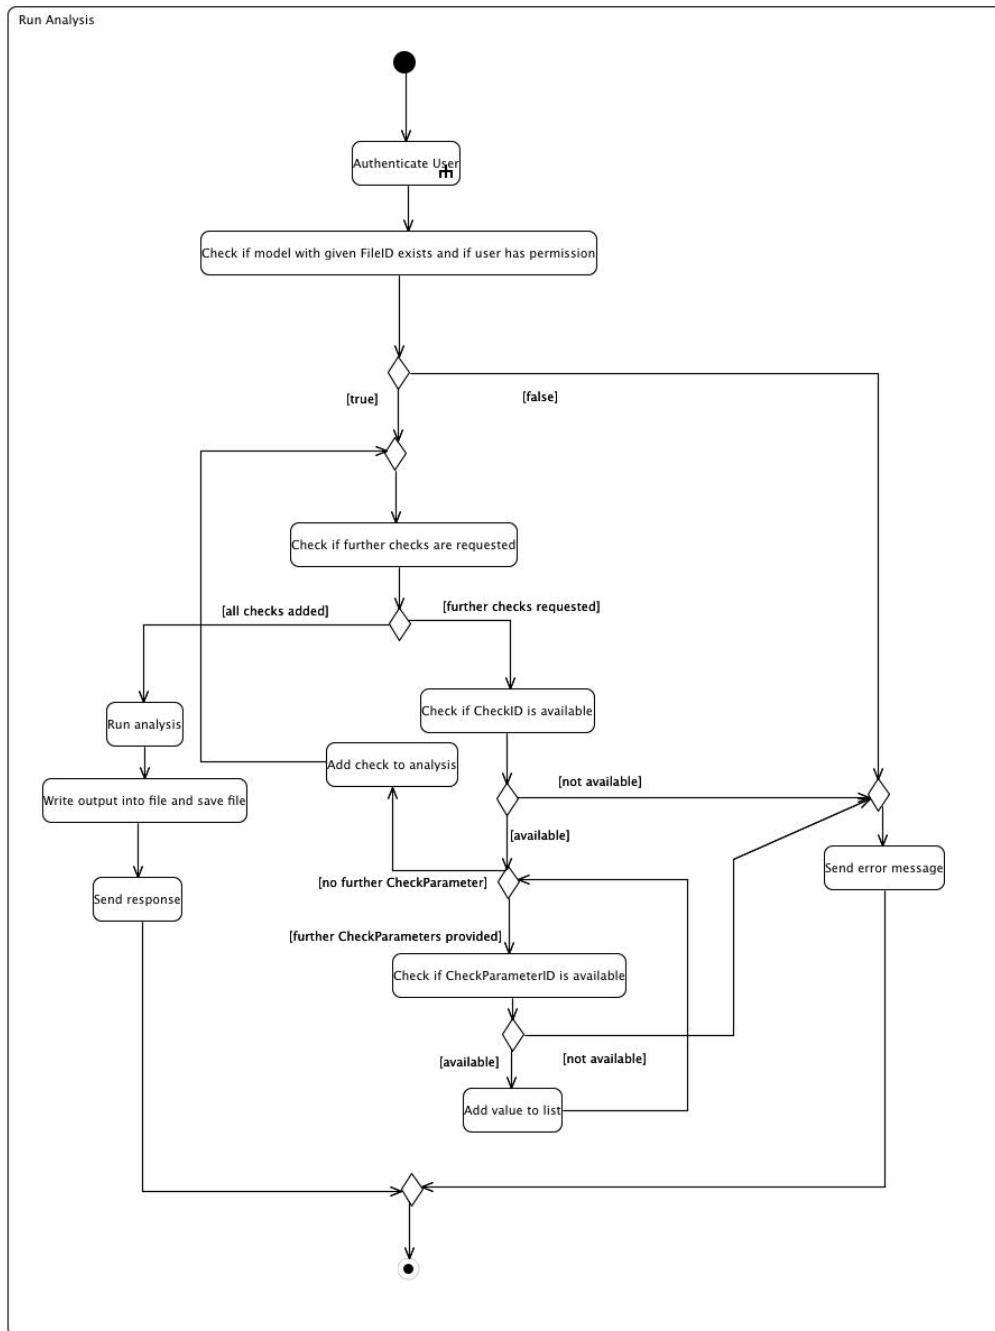 Run Analysis
Authenticate User
Check if model with given FileID exists and if user has permission
[true]
[false]
Check if further checks are requested
[all checks added]
[further checks requested]
Check if CheckID is available
Run analysis
Add check to analysis
[not available]
Write output into file and save file
[available]
Send error message
[no further CheckParameter]
Send response
[further CheckParameters provided]
Check if CheckParameterID is available
[available]
[not available]
Add value to list